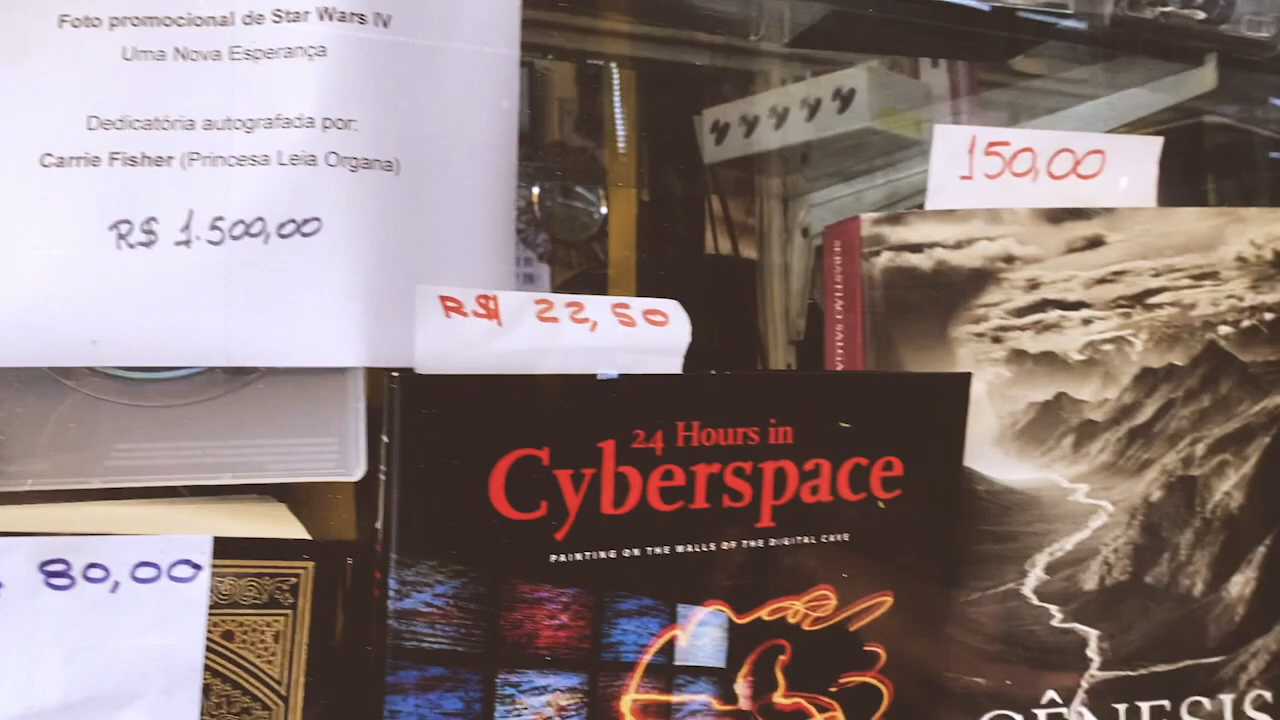 Foto promocional de Star Wars IV
Uma Nova Esperança
Dedicatória autografada por:
Carrie Fisher (Princesa Leia Organa)
R$ 1.500,00
150,00
R$ 22,50
24 Hours in
Cyberspace
PAINTING ON THE WALLS OF THE DIGITAL CAVE
80,00
GÊNESIS